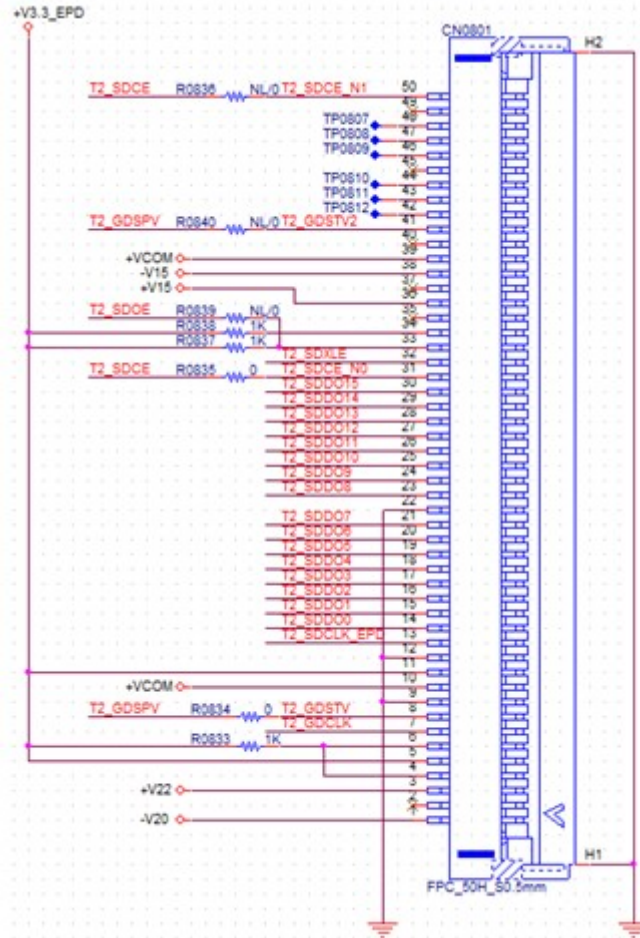 +V3.3_EPD
CN0801
H2
T2_SDCE R0836 NL/0 T2_SDCE_N1 50
49
TP0807 48
TP0808 47
TP0809 46
45
TP0810 44
TP0811 43
TP0812 42
T2_GDSPV R0840 NL/0 T2_GDSTV2 41
40
+VCOM 39
-V15 38
+V15 37
36
T2_SDOE R0839 NL/0 35
R0838 1K 34
R0837 1K 33
T2_SDXLE 32
T2_SDCE R0835 0 T2_SDCE_N0 31
T2_SDDO15 30
T2_SDDO14 29
T2_SDDO13 28
T2_SDDO12 27
T2_SDDO11 26
T2_SDDO10 25
T2_SDDO9 24
T2_SDDO8 23
22
T2_SDDO7 21
T2_SDDO6 20
T2_SDDO5 19
T2_SDDO4 18
T2_SDDO3 17
T2_SDDO2 16
T2_SDDO1 15
T2_SDDO0 14
T2_SDCLK_EPD 13
12
11
+VCOM 10
9
T2_GDSPV R0834 0 T2_GDSTV 8
T2_GDCLK 7
R0833 1K 6
5
4
+V22 3
2
-V20
H1
FPC_50H_S0.5mm